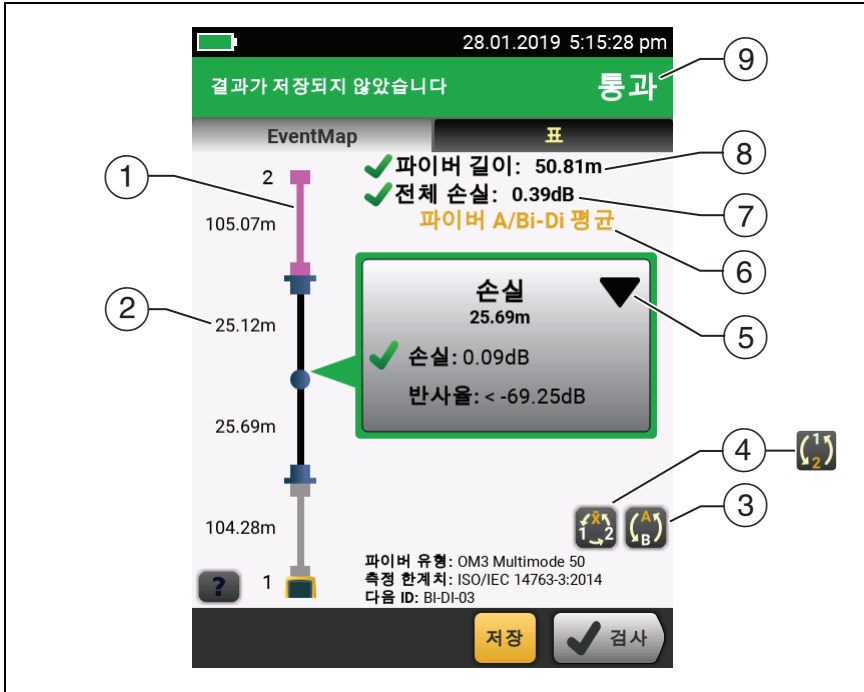 28.01.2019 5:15:28 pm
결과가 저장되지 않았습니다 통과
9
EventMap 표
1
2
파이버 길이: 50.81m
8
전체 손실: 0.39dB
7
105.07m
파이버 A/Bi-Di 평균
6
손실
25.69m
5
2
25.12m
손실: 0.09dB
반사율: < -69.25dB
25.69m
4
1
2
X̄
1 2
A
B
3
104.28m
파이버 유형: OM3 Multimode 50
측정 한계치: ISO/IEC 14763-3:2014
다음 ID: BI-DI-03
?
1
저장
검사